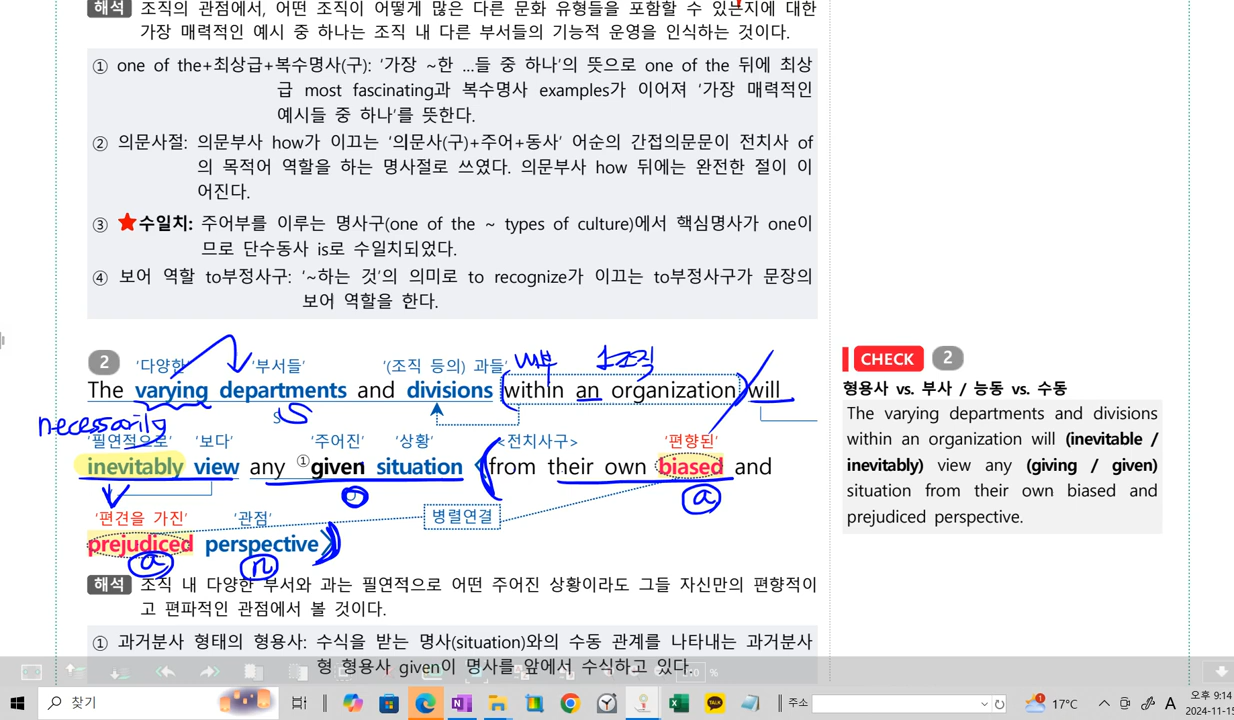 해석 조직의 관점에서, 어떤 조직이 어떻게 많은 다른 문화 유형들을 포함할 수 있는지에 대한
가장 매력적인 예시 중 하나는 조직 내 다른 부서들의 기능적 운영을 인식하는 것이다.
① one of the+최상급+복수명사(구): ‘가장 ~한 ...들 중 하나’의 뜻으로 one of the 뒤에 최상
급 most fascinating과 복수명사 examples가 이어져 ‘가장 매력적인
예시들 중 하나’를 뜻한다.
② 의문사절: 의문부사 how가 이끄는 ‘의문사(구)+주어+동사’ 어순의 간접의문문이 전치사 of
의 목적어 역할을 하는 명사절로 쓰였다. 의문부사 how 뒤에는 완전한 절이 이
어진다.
③ ★수일치: 주어부를 이루는 명사구(one of the ~ types of culture)에서 핵심명사가 one이
므로 단수동사 is로 수일치되었다.
④ 보어 역할 to부정사구: ‘~하는 것’의 의미로 to recognize가 이끄는 to부정사구가 문장의
보어 역할을 한다.
2 ‘다양한’ ‘부서들’ ‘(조직 등의) 과들’ 내부 1조직
The varying departments and divisions within an organization will
S
necessarily
‘필연적으로’ ‘보다’ ‘주어진’ ‘상황’ <전치사구> ‘편향된’
inevitably view any ①given situation from their own biased and
o a
‘편견을 가진’ ‘관점’ 병렬연결
prejudiced perspective
a n
해석 조직 내 다양한 부서와 과는 필연적으로 어떤 주어진 상황이라도 그들 자신만의 편향적이
고 편파적인 관점에서 볼 것이다.
① 과거분사 형태의 형용사: 수식을 받는 명사(situation)와의 수동 관계를 나타내는 과거분사
형 형용사 given이 명사를 앞에서 수식하고 있다.
CHECK 2
형용사 vs. 부사 / 능동 vs. 수동
The varying departments and divisions
within an organization will (inevitable /
inevitably) view any (giving / given)
situation from their own biased and
prejudiced perspective.
찾기
주소
17°C
A
오후 9:14
2024-11-15